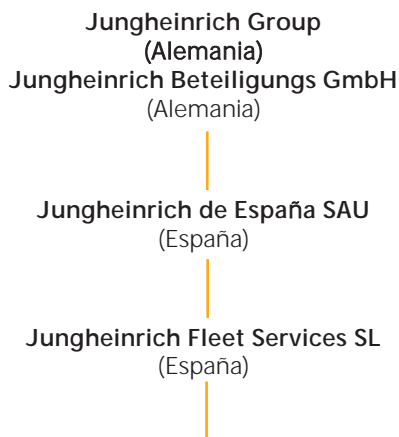 Jungheinrich Group
(Alemania)
Jungheinrich Beteiligungs GmbH
(Alemania)
Jungheinrich de España SAU
(España)
Jungheinrich Fleet Services SL
(España)